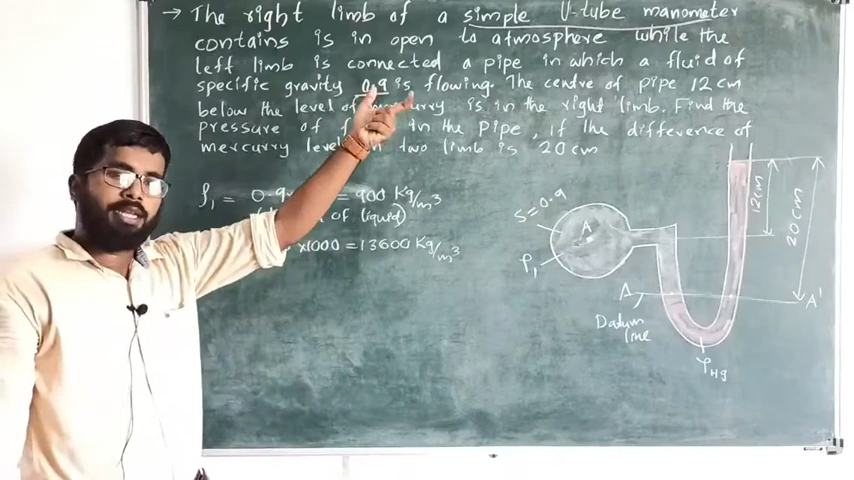 → The right limb of a simple U-tube manometer
contains is in open to atmosphere while the
left limb is connected a pipe in which a fluid of
specific gravity 0.9 is flowing. The centre of pipe 12 cm
below the level of mercury is in the right limb. Find the
pressure of in the pipe, if the difference of
mercury level in two limb is 20 cm
ρ1 = 0.9 = 900 Kg/m3
of liquid)
×1000 = 13600 Kg/m3
S=0.9
A
ρ1
12cm
20cm
A
A'
Datum
line
ρHg